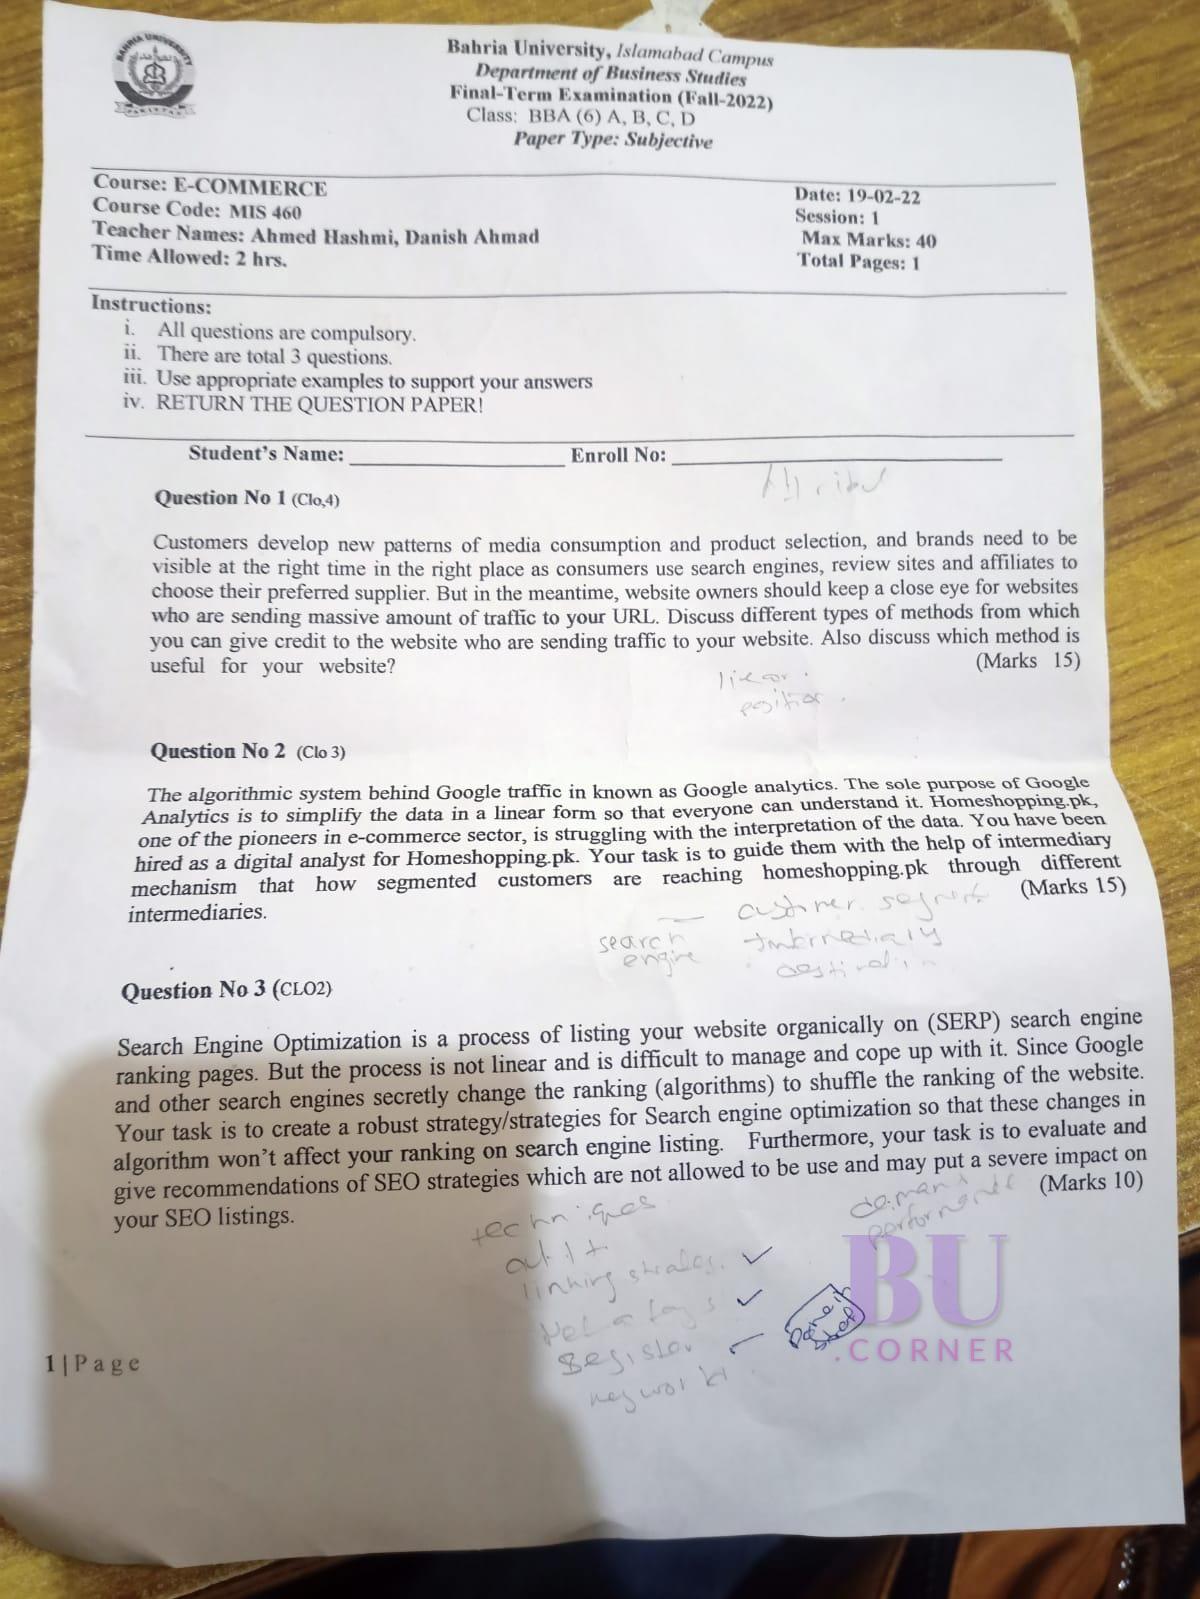 BAHRIA UNIVERSITY
PAKISTAN
Bahria University, Islamabad Campus
Department of Business Studies
Final-Term Examination (Fall-2022)
Class: BBA (6) A, B, C, D
Paper Type: Subjective
Course: E-COMMERCE
Course Code: MIS 460
Teacher Names: Ahmed Hashmi, Danish Ahmad
Time Allowed: 2 hrs.
Date: 19-02-22
Session: 1
Max Marks: 40
Total Pages: 1
Instructions:
i. All questions are compulsory.
ii. There are total 3 questions.
iii. Use appropriate examples to support your answers
iv. RETURN THE QUESTION PAPER!
Student's Name: Enroll No:
Question No 1 (Clo,4)
Customers develop new patterns of media consumption and product selection, and brands need to be
visible at the right time in the right place as consumers use search engines, review sites and affiliates to
choose their preferred supplier. But in the meantime, website owners should keep a close eye for websites
who are sending massive amount of traffic to your URL. Discuss different types of methods from which
you can give credit to the website who are sending traffic to your website. Also discuss which method is
useful for your website? (Marks 15)
linear.
position.
Question No 2 (Clo 3)
The algorithmic system behind Google traffic in known as Google analytics. The sole purpose of Google
Analytics is to simplify the data in a linear form so that everyone can understand it. Homeshopping.pk,
one of the pioneers in e-commerce sector, is struggling with the interpretation of the data. You have been
hired as a digital analyst for Homeshopping.pk. Your task is to guide them with the help of intermediary
mechanism that how segmented customers are reaching homeshopping.pk through different
intermediaries. (Marks 15)
customer
search
engine
Question No 3 (CLO2)
Search Engine Optimization is a process of listing your website organically on (SERP) search engine
ranking pages. But the process is not linear and is difficult to manage and cope up with it. Since Google
and other search engines secretly change the ranking (algorithms) to shuffle the ranking of the website.
Your task is to create a robust strategy/strategies for Search engine optimization so that these changes in
algorithm won't affect your ranking on search engine listing. Furthermore, your task is to evaluate and
give recommendations of SEO strategies which are not allowed to be use and may put a severe impact on
your SEO listings. (Marks 10)
techniques
linking
BU
.CORNER
1 | Page